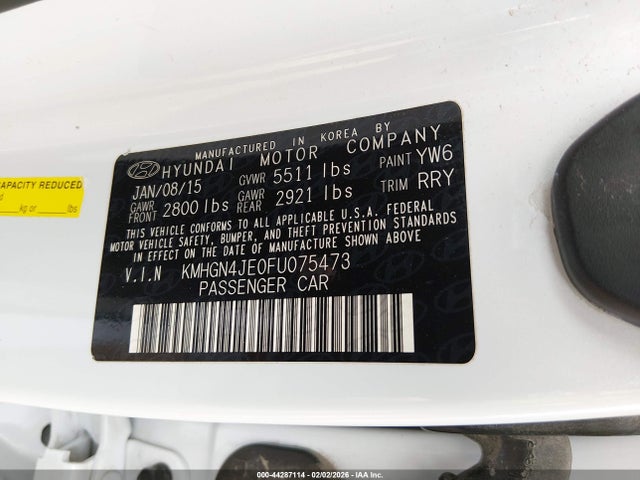 MANUFACTURED IN KOREA BY
HYUNDAI MOTOR COMPANY
JAN/08/15 GVWR 5511 lbs PAINT YW6
GAWR FRONT 2800 lbs GAWR REAR 2921 lbs TRIM RRY
THIS VEHICLE CONFORMS TO ALL APPLICABLE U.S.A. FEDERAL
MOTOR VEHICLE SAFETY, BUMPER, AND THEFT PREVENTION STANDARDS
IN EFFECT ON THE DATE OF MANUFACTURE SHOWN ABOVE.
V.I.N KMHGN4JE0FU075473
PASSENGER CAR
CAPACITY REDUCED
kg or lbs
000-44287114 - 02/02/2026 - IAA Inc.